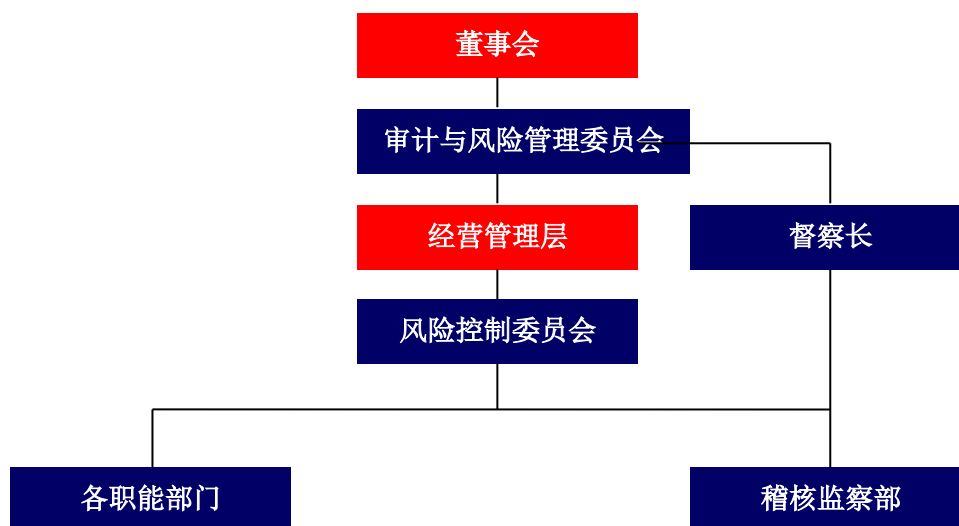 董事会
审计与风险管理委员会
经营管理层
督察长
风险控制委员会
各职能部门
稽核监察部